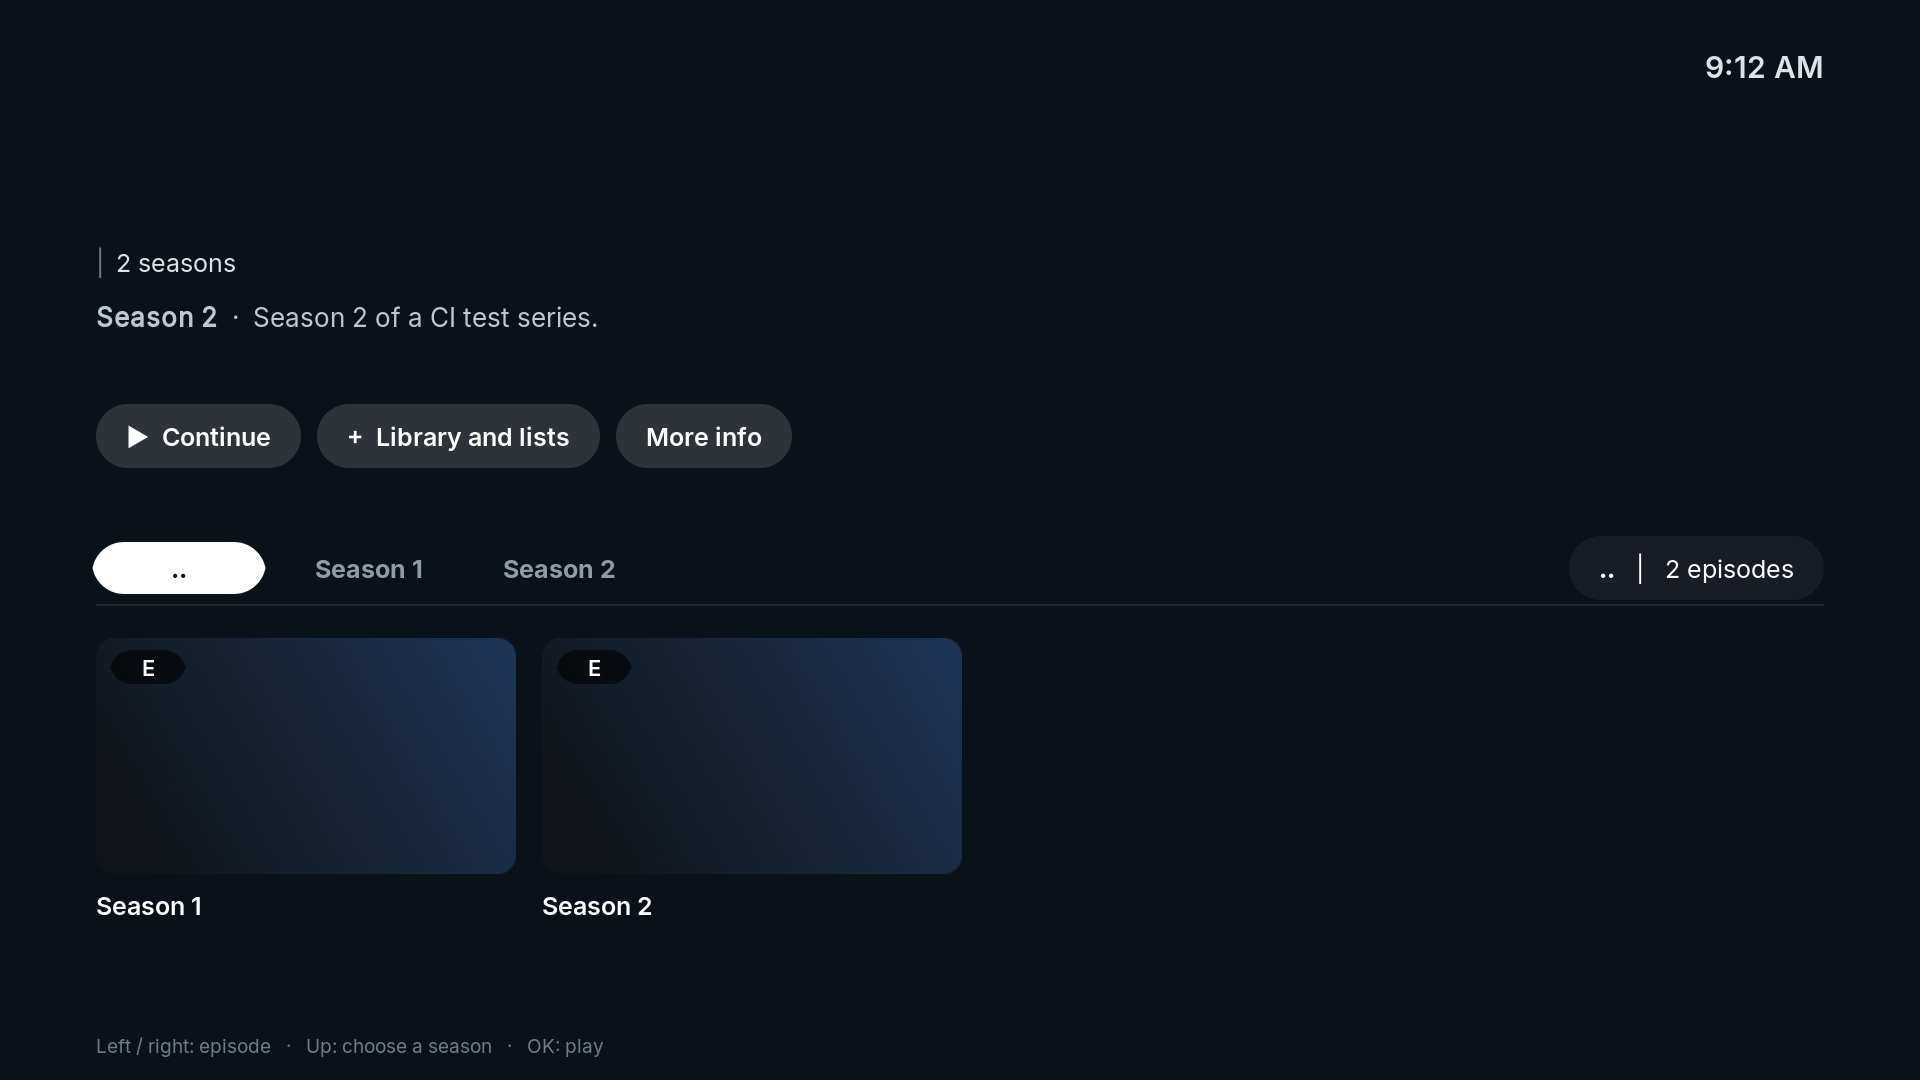 9:12 AM
| 2 seasons
Season 2 · Season 2 of a CI test series.
Continue
+ Library and lists
More info
..
Season 1
Season 2
.. | 2 episodes
E
E
Season 1
Season 2
Left / right: episode · Up: choose a season · OK: play